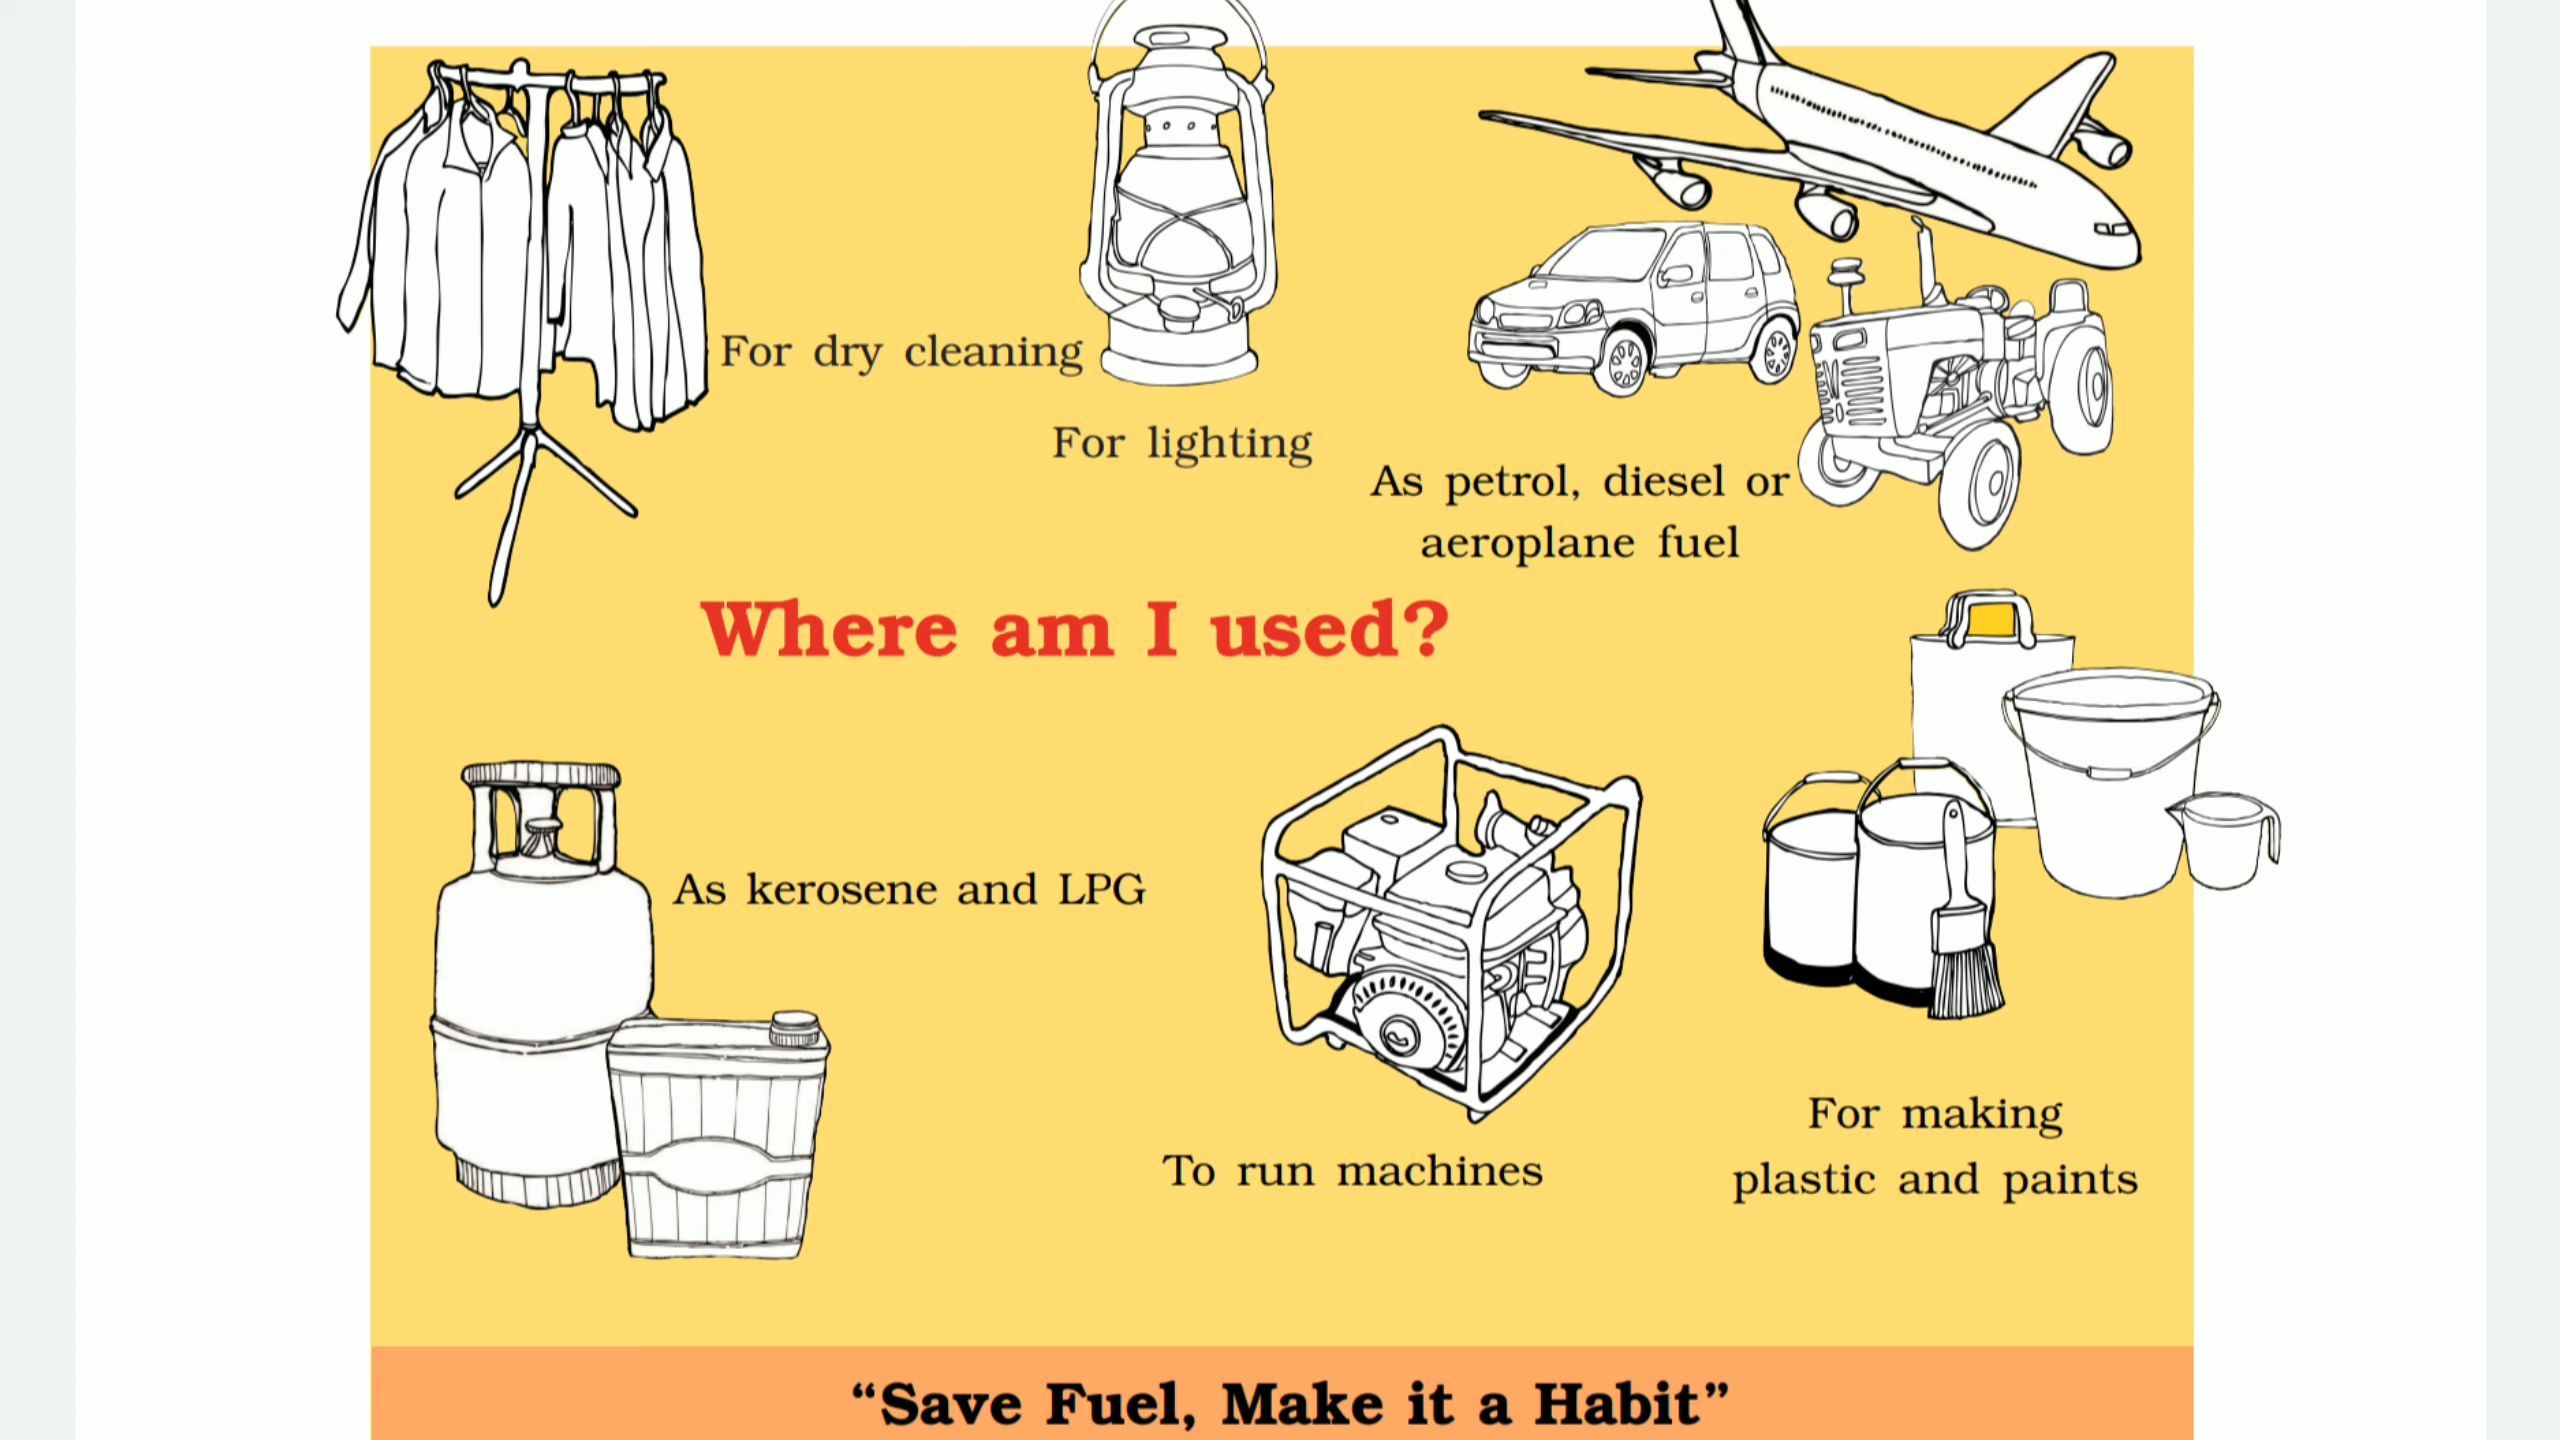 For dry cleaning
For lighting
As petrol, diesel or
aeroplane fuel
Where am I used?
As kerosene and LPG
To run machines
For making
plastic and paints
“Save Fuel, Make it a Habit”